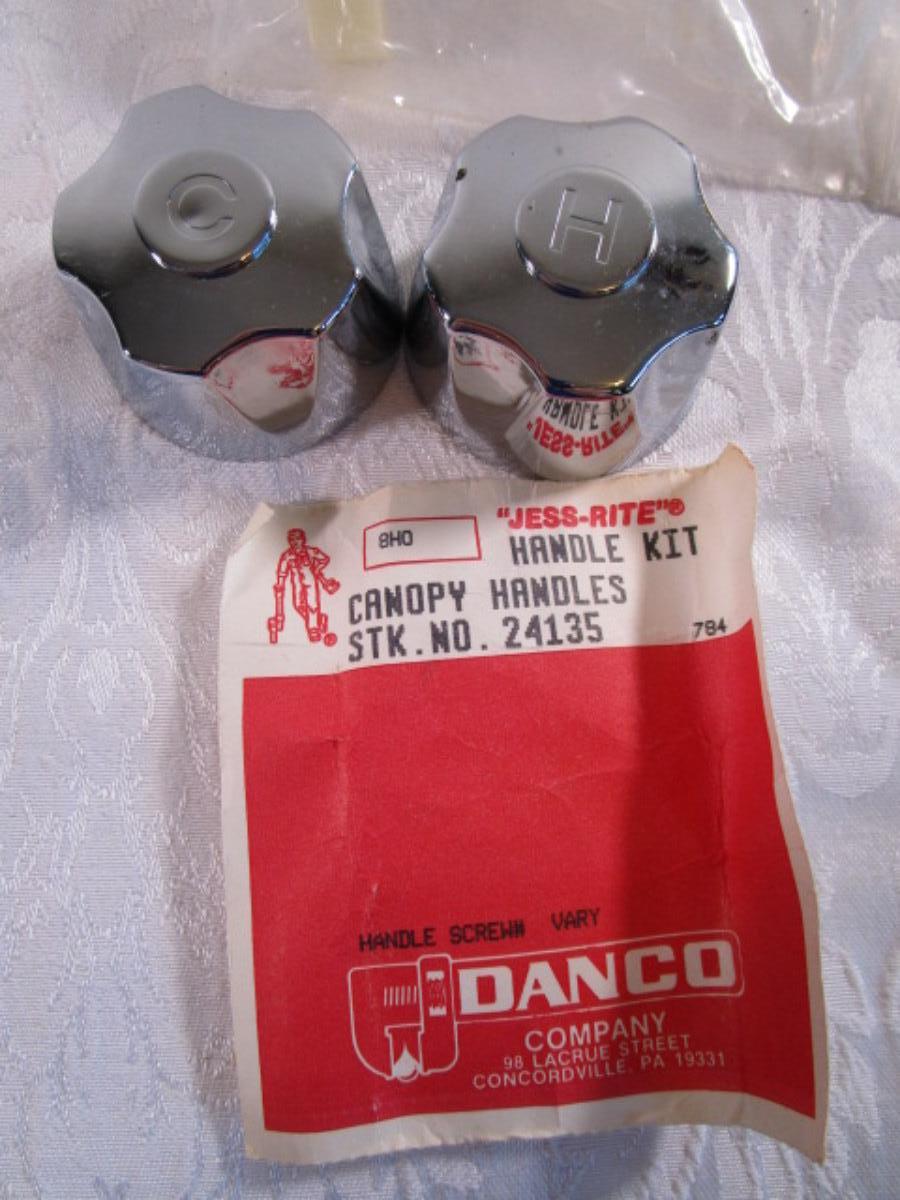 C
H
"JESS-RITE"®
8HO
HANDLE KIT
CANOPY HANDLES
STK.NO. 24135
784
HANDLE SCREW# VARY
DANCO
COMPANY
98 LACRUE STREET
CONCORDVILLE, PA 19331